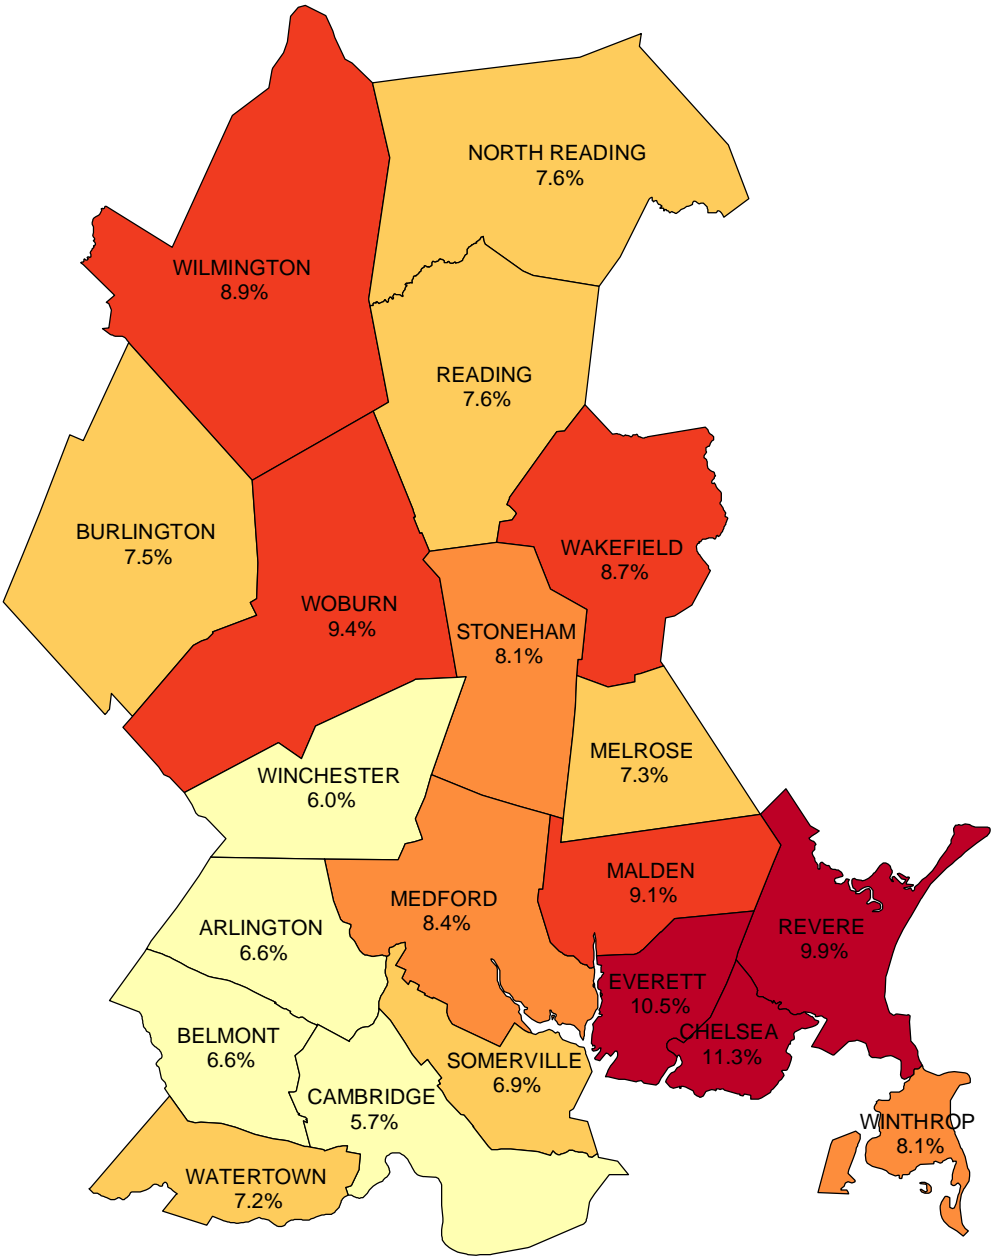 NORTH READING
7.6%
WILMINGTON
8.9%
READING
7.6%
BURLINGTON
7.5%
WAKEFIELD
8.7%
WOBURN
9.4%
STONEHAM
8.1%
MELROSE
7.3%
WINCHESTER
6.0%
MALDEN
9.1%
MEDFORD
8.4%
ARLINGTON
6.6%
REVERE
9.9%
EVERETT
10.5%
CHELSEA
11.3%
BELMONT
6.6%
SOMERVILLE
6.9%
CAMBRIDGE
5.7%
WINTHROP
8.1%
WATERTOWN
7.2%